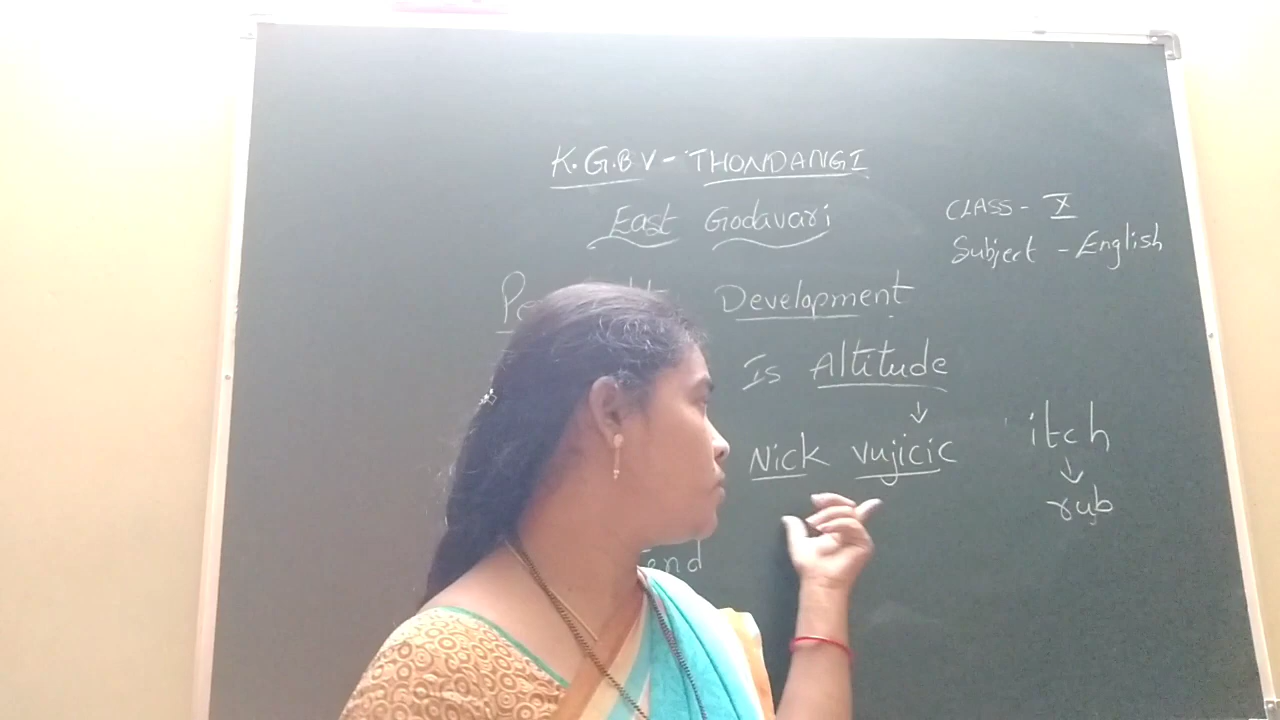 K.G.B V - THONDANGI
East Godavari
CLASS - X
Subject - English
Development
Is Altitude
↓
Nick vujicic
itch
↓
rub